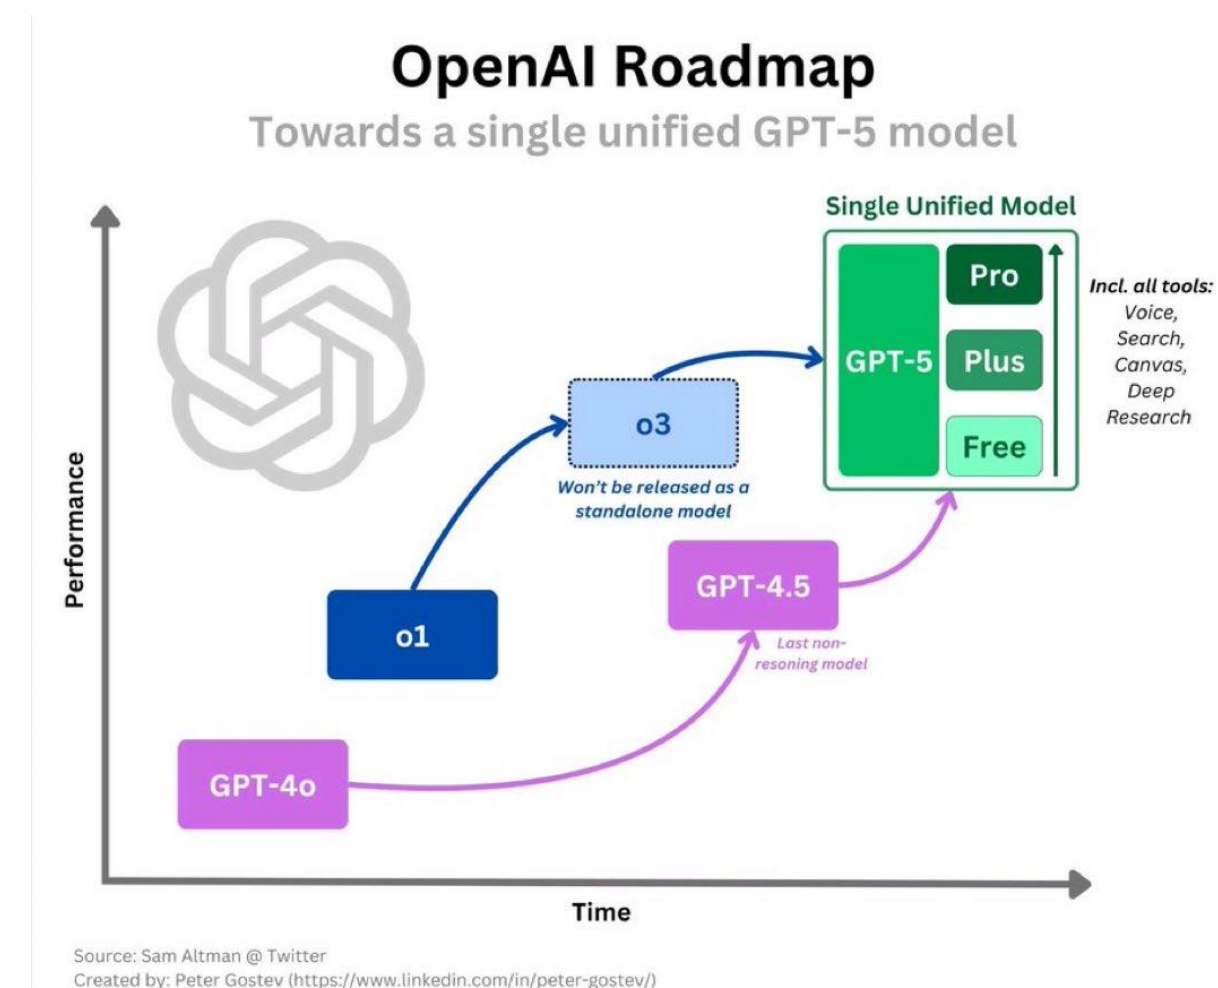 OpenAI Roadmap
Towards a single unified GPT-5 model
Single Unified Model
GPT-5
Pro
Plus
Free
Incl. all tools:
Voice,
Search,
Canvas,
Deep
Research
o3
Won't be released as a
standalone model
GPT-4.5
Last non-
resoning model
o1
GPT-4o
Performance
Time
Source: Sam Altman @ Twitter
Created by: Peter Gostev (https://www.linkedin.com/in/peter-gostev/)